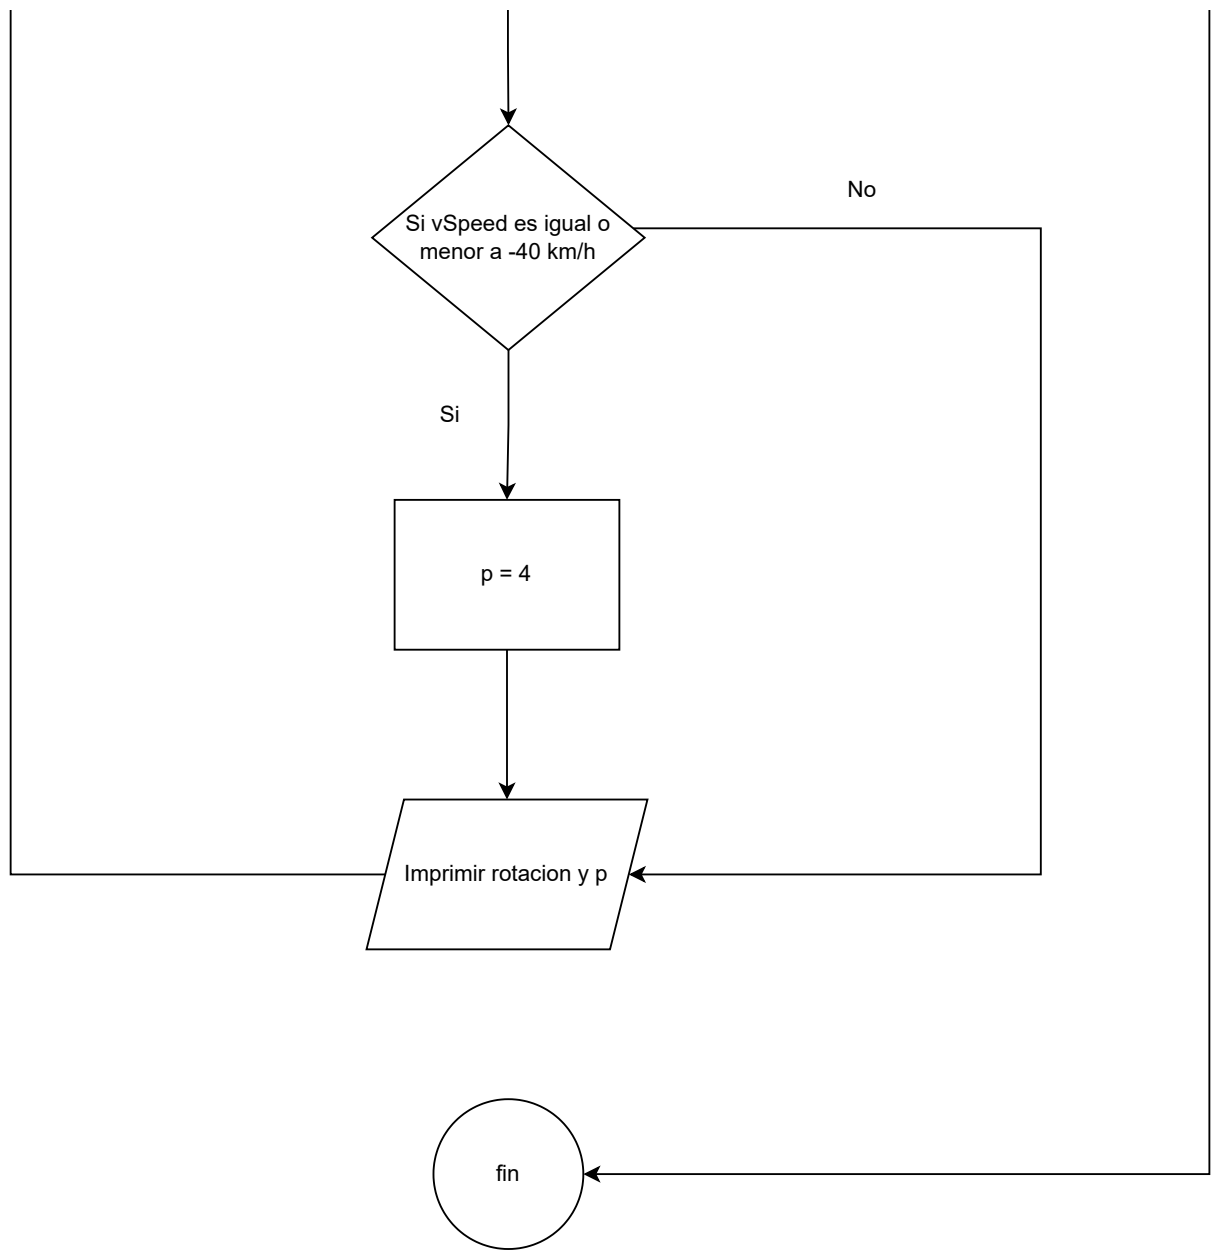 No
Si vSpeed es igual o
menor a -40 km/h
Si
p = 4
Imprimir rotacion y p
fin